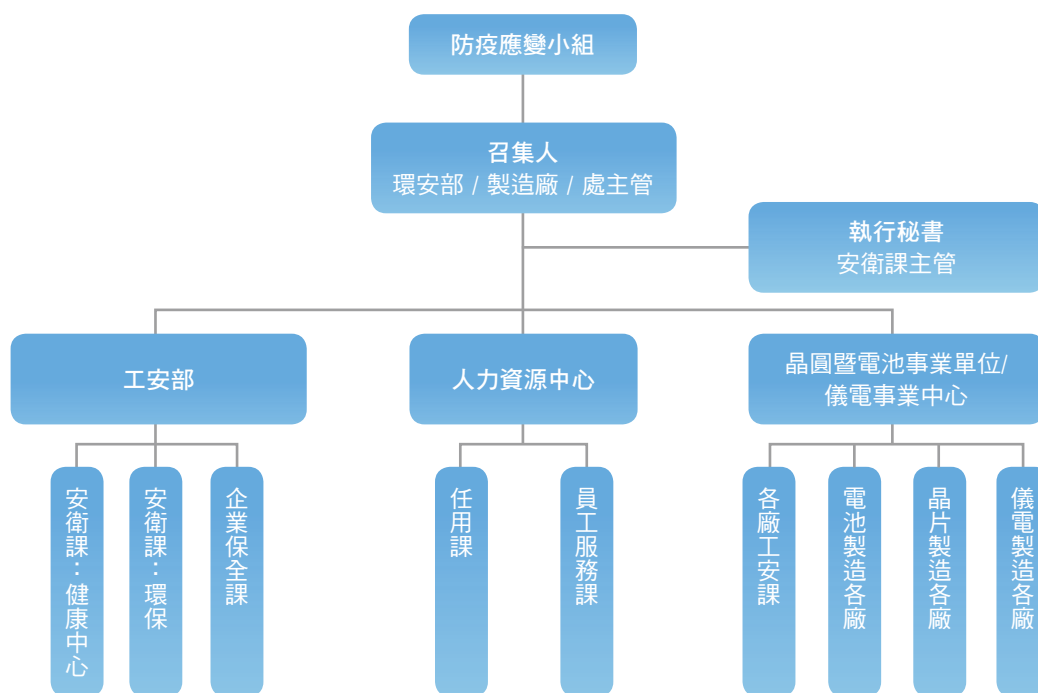 防疫應變小組
召集人
環安部 / 製造廠 / 處主管
執行秘書
安衛課主管
工安部
人力資源中心
晶圓暨電池事業單位/
儀電事業中心
安衛課：健康中心
安衛課：環保
企業保全課
任用課
員工服務課
各廠工安課
電池製造各廠
晶片製造各廠
儀電製造各廠